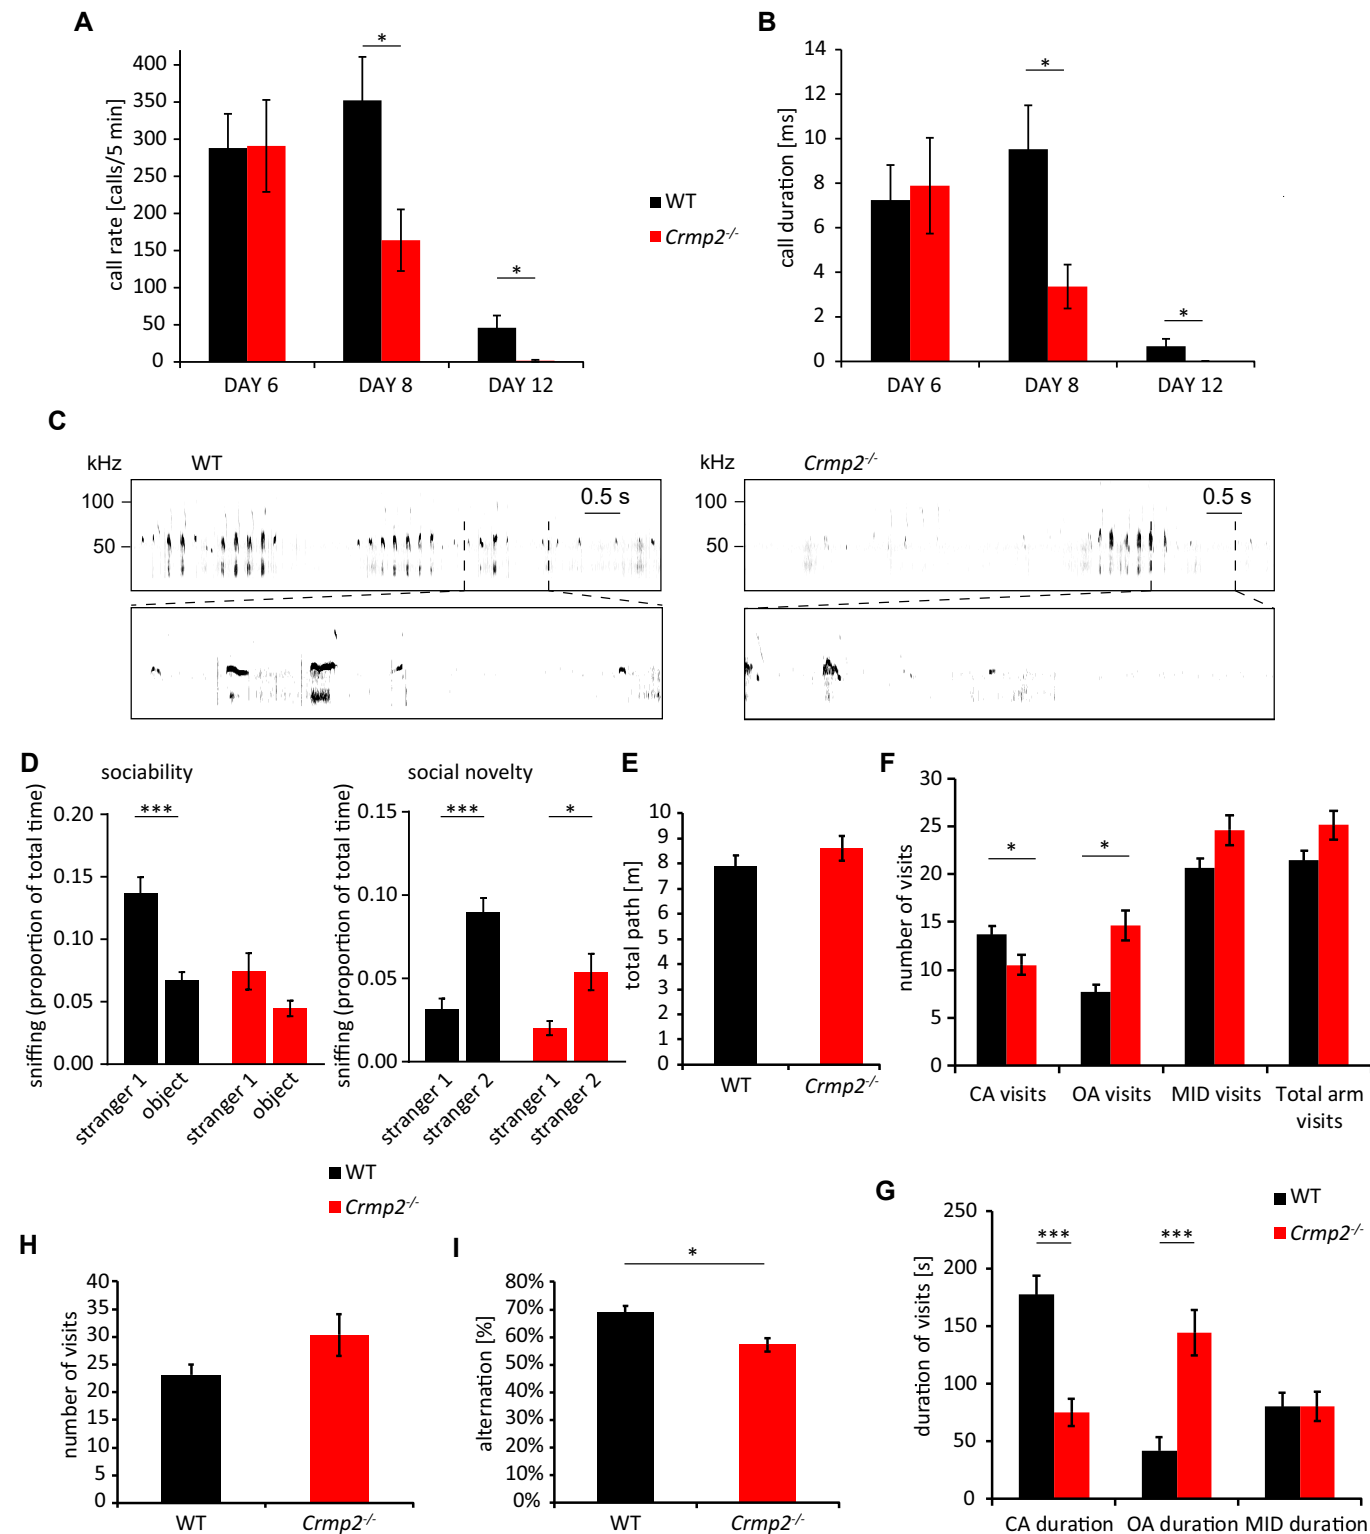 A
call rate [calls/5 min]
400
350
300
250
200
150
100
50
0
*
*
DAY 6
DAY 8
DAY 12
WT
Crmp2-/-
B
call duration [ms]
14
12
10
8
6
4
2
0
*
*
DAY 6
DAY 8
DAY 12
C
kHz
WT
100
50
0.5 s
kHz
Crmp2-/-
100
50
0.5 s
D
sociability
sniffing (proportion of total time)
0.20
0.15
0.10
0.05
0.00
***
stranger 1
object
stranger 1
object
social novelty
sniffing (proportion of total time)
0.15
0.10
0.05
0.00
***
*
stranger 1
stranger 2
stranger 1
stranger 2
WT
Crmp2-/-
E
total path [m]
10
9
8
7
6
5
4
3
2
1
0
WT
Crmp2-/-
F
number of visits
30
25
20
15
10
5
0
*
*
CA visits
OA visits
MID visits
Total arm
visits
G
WT
Crmp2-/-
duration of visits [s]
250
200
150
100
50
0
***
***
CA duration
OA duration
MID duration
H
number of visits
40
35
30
25
20
15
10
5
0
WT
Crmp2-/-
I
alternation [%]
80%
70%
60%
50%
40%
30%
20%
10%
0%
*
WT
Crmp2-/-